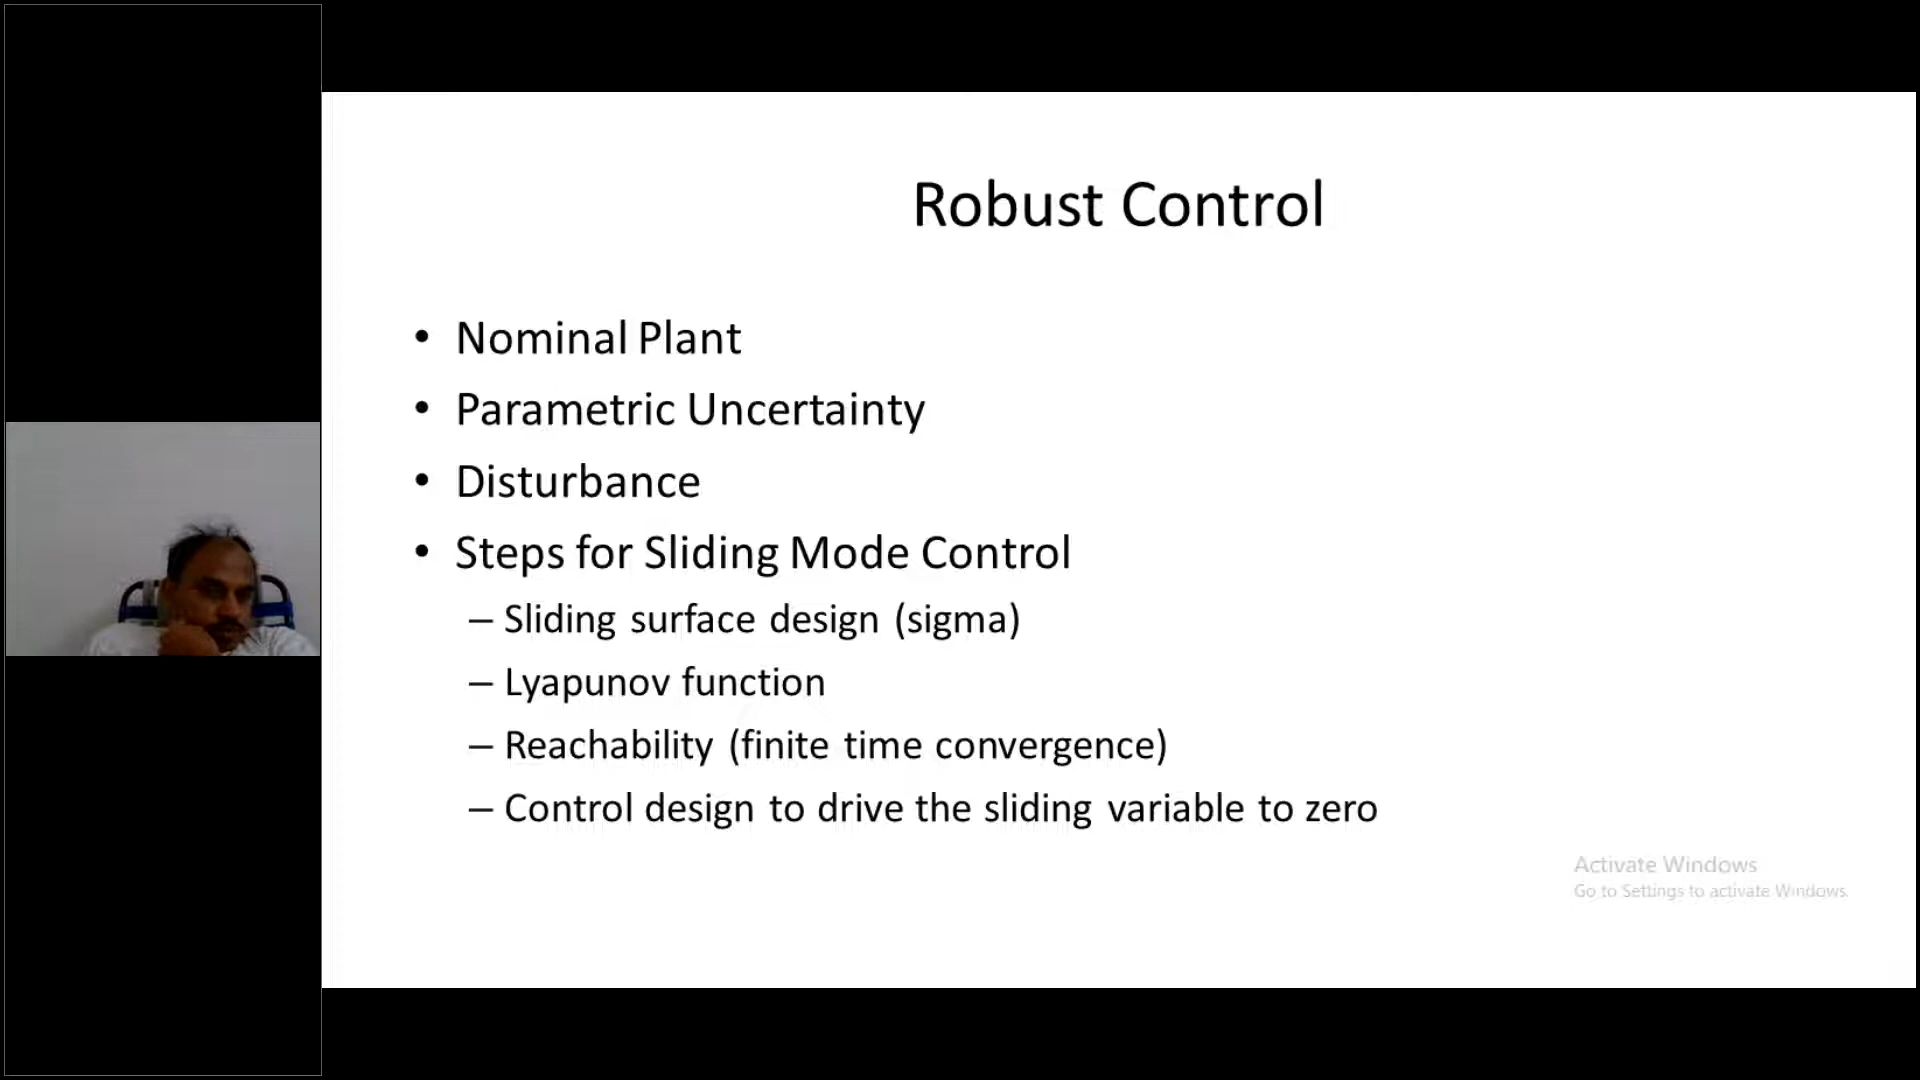 Robust Control
• Nominal Plant
• Parametric Uncertainty
• Disturbance
• Steps for Sliding Mode Control
– Sliding surface design (sigma)
– Lyapunov function
– Reachability (finite time convergence)
– Control design to drive the sliding variable to zero
Activate Windows
Go to Settings to activate Windows.